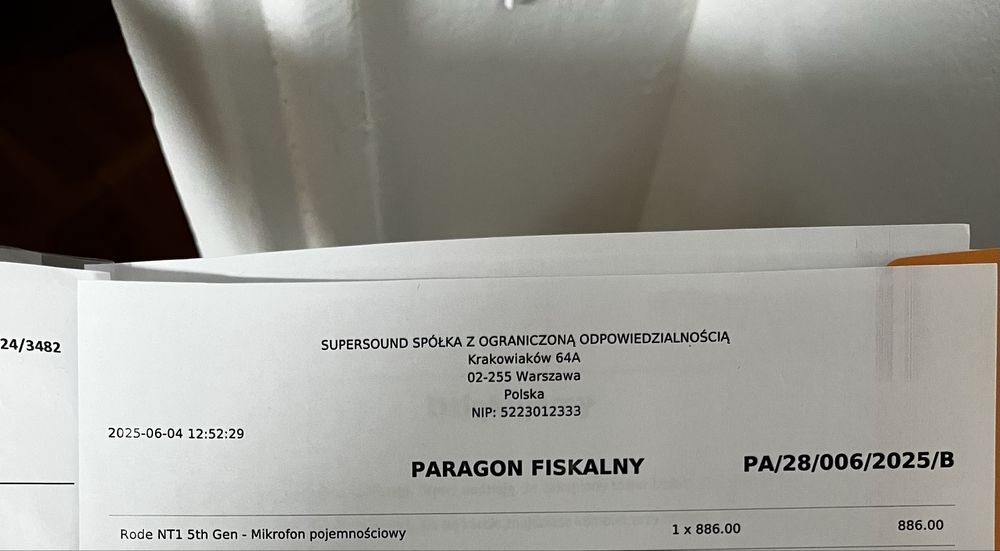 24/3482
SUPERSOUND SPÓŁKA Z OGRANICZONĄ ODPOWIEDZIALNOŚCIĄ
Krakowiaków 64A
02-255 Warszawa
Polska
NIP: 5223012333
2025-06-04 12:52:29
PARAGON FISKALNY PA/28/006/2025/B
Rode NT1 5th Gen - Mikrofon pojemnościowy 1 x 886.00 886.00